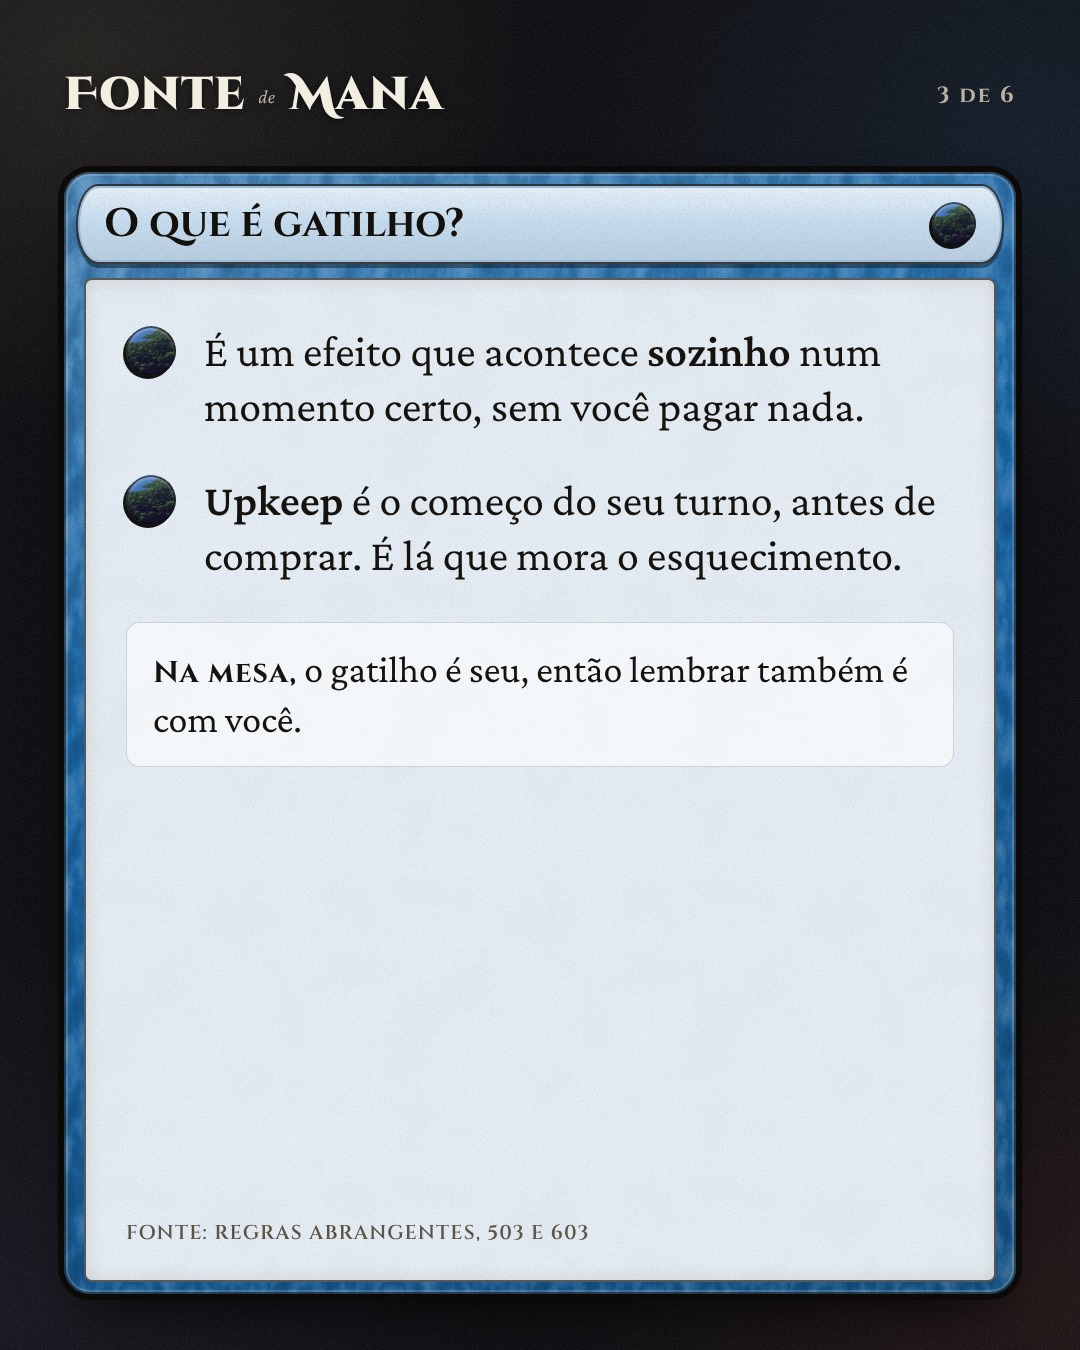 Fonte de Mana
3 de 6
O que é gatilho?
É um efeito que acontece sozinho num
momento certo, sem você pagar nada.
Upkeep é o começo do seu turno, antes de
comprar. É lá que mora o esquecimento.
Na mesa, o gatilho é seu, então lembrar também é
com você.
Fonte: Regras Abrangentes, 503 e 603